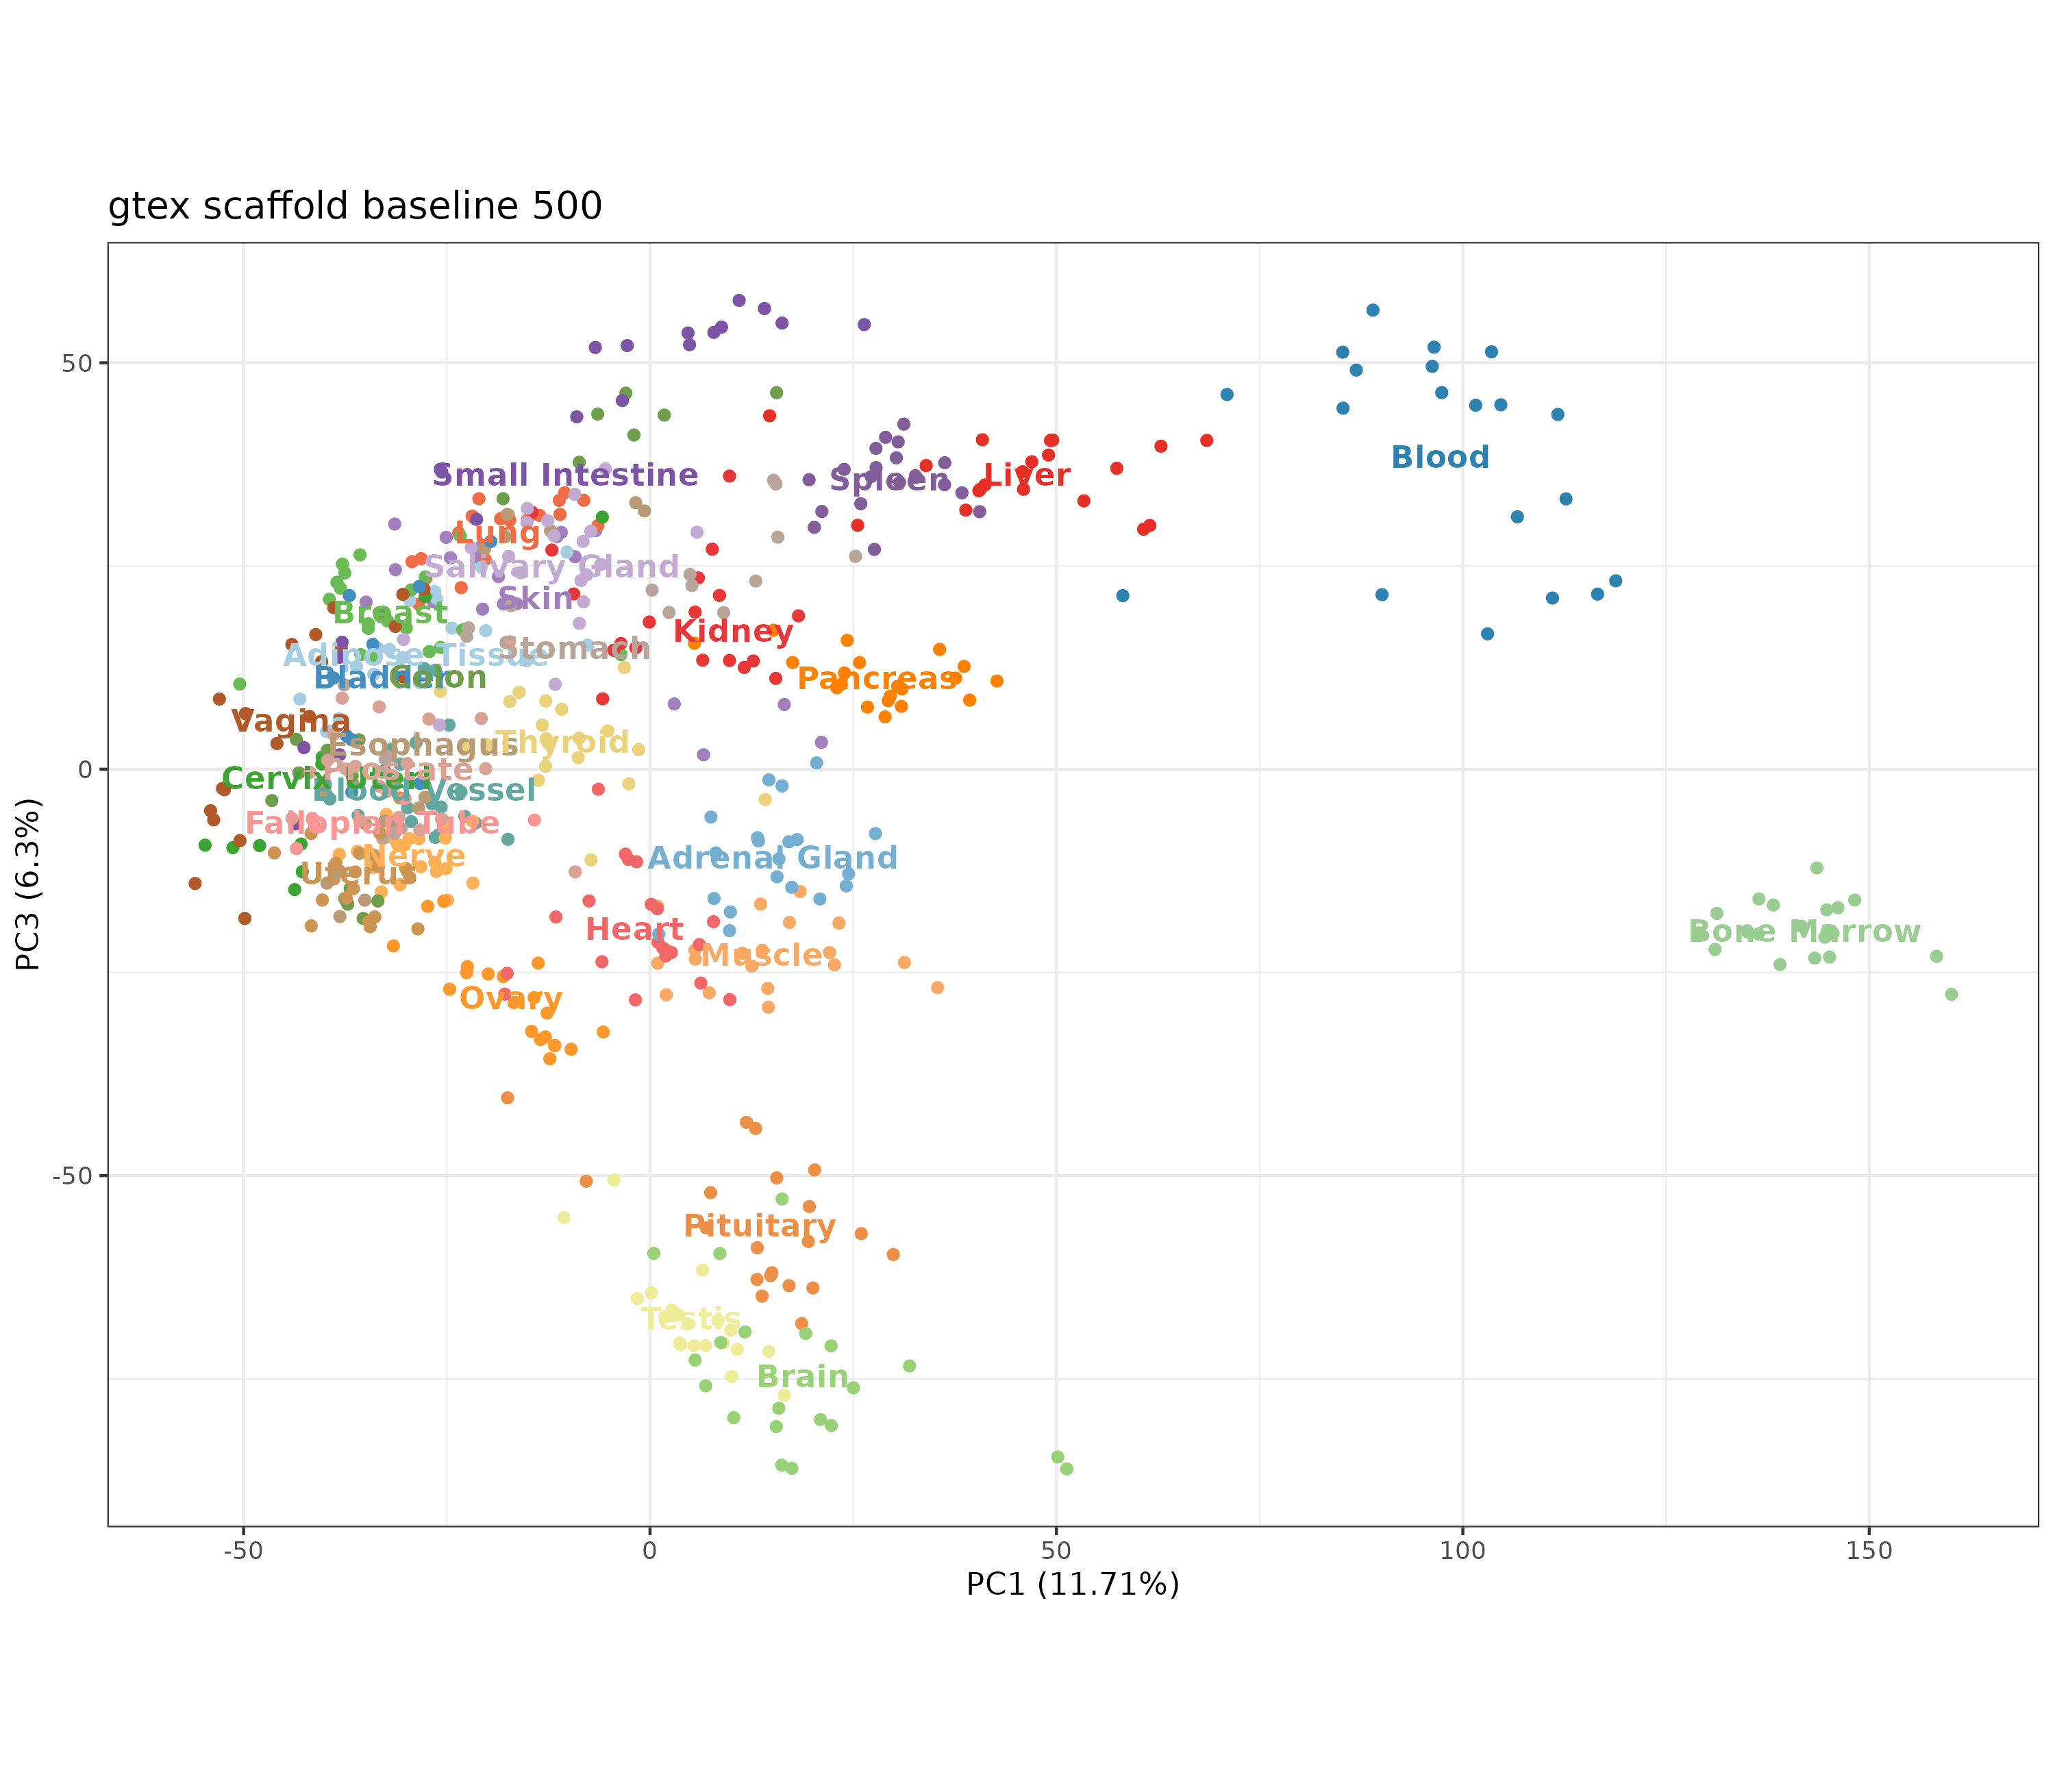 gtex scaffold baseline 500
50
Small Intestine
Spleen
Liver
Blood
Lung
Salivary Gland
Skin
Breast
Kidney
Stomach
Adipose Tissue
Bladder
Colon
Pancreas
Vagina
Esophagus
Thyroid
0
Prostate
Cervix Uteri
Blood Vessel
Fallopian Tube
Nerve
Adrenal Gland
Uterus
Heart
Bone Marrow
Muscle
Ovary
-50
Pituitary
Testis
Brain
PC3 (6.3%)
-50
0
50
100
150
PC1 (11.71%)